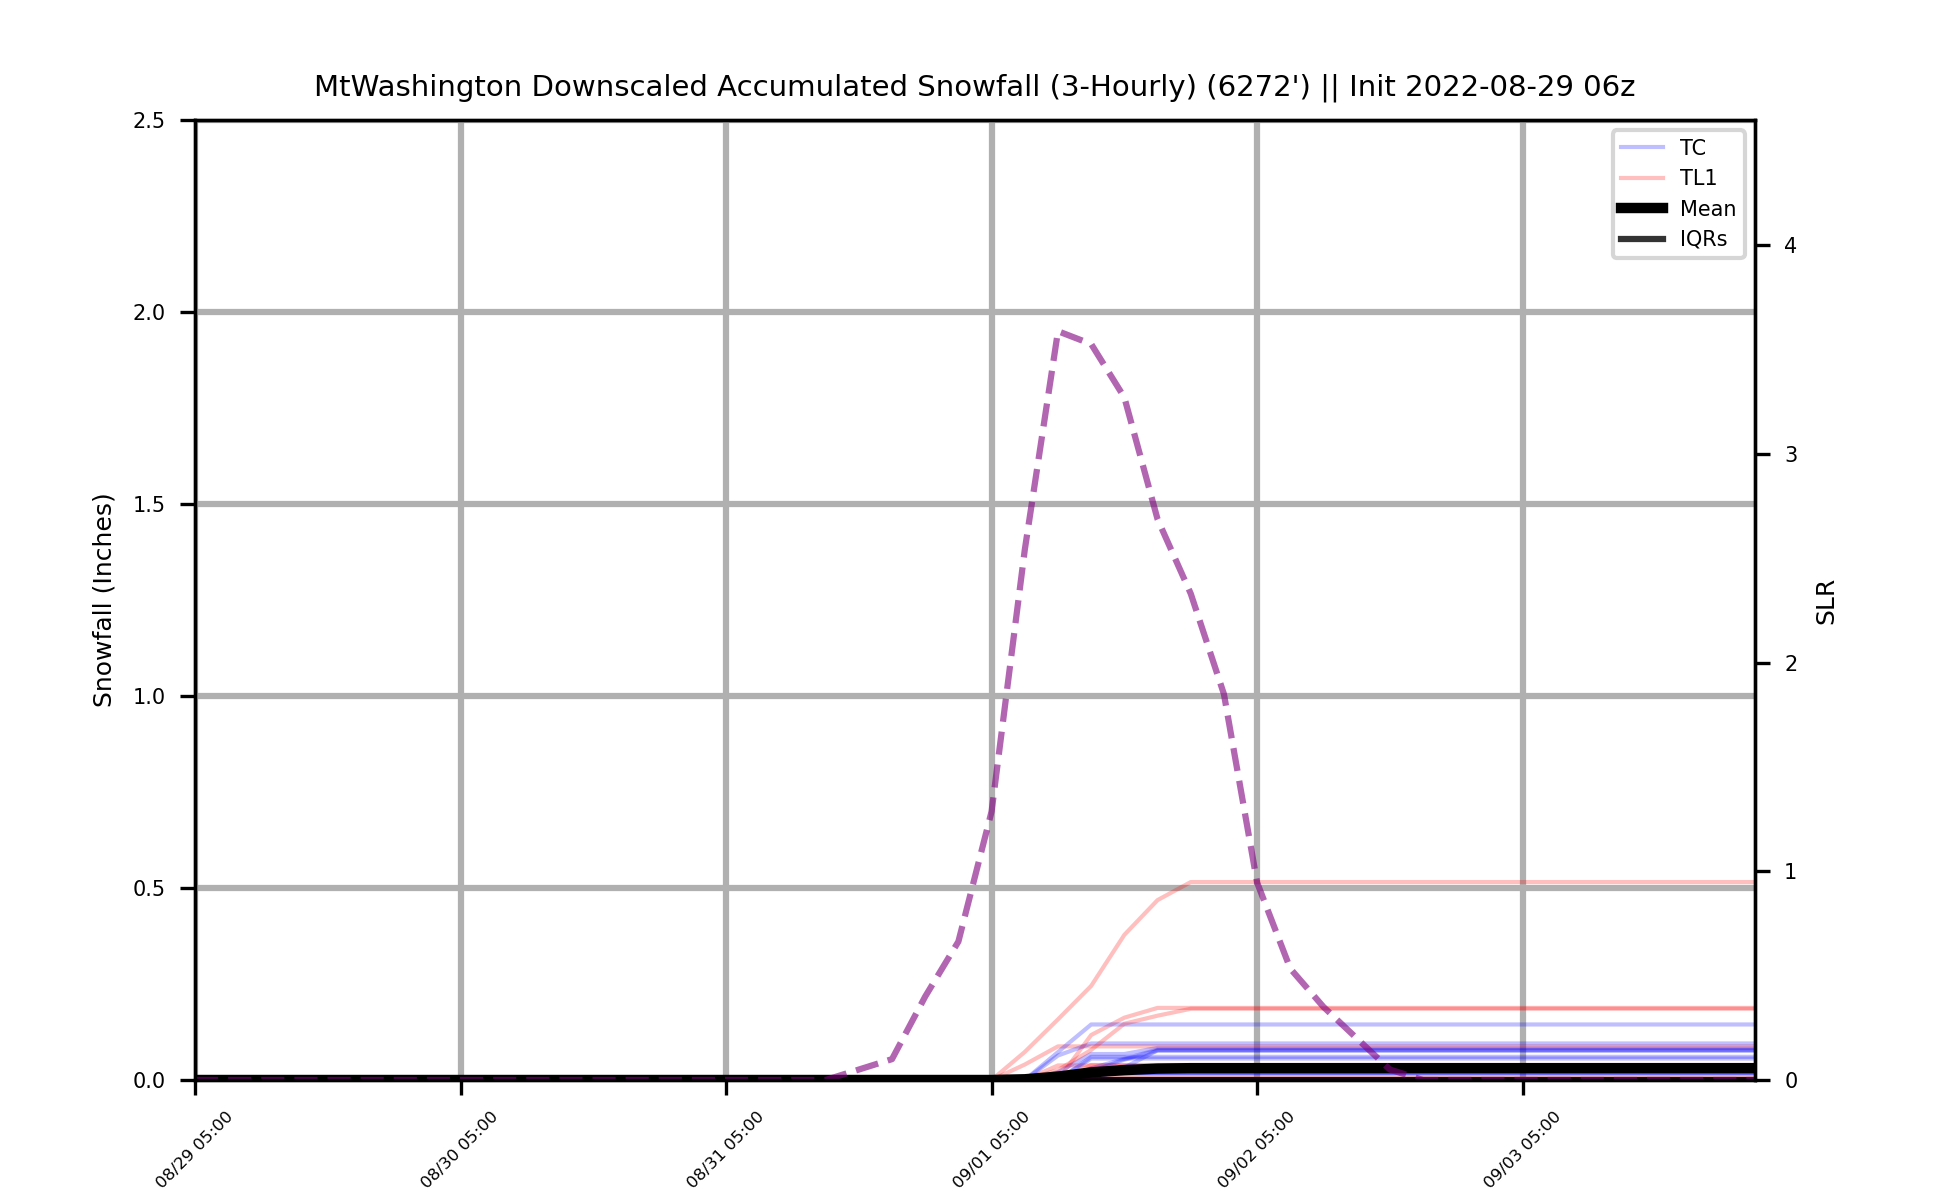 MtWashington Downscaled Accumulated Snowfall (3-Hourly) (6272') || Init 2022-08-29 06z
2.5
2.0
1.5
1.0
0.5
0.0
Snowfall (Inches)
TC
TL1
Mean
IQRs
4
3
2
1
0
SLR
08/29 05:00
08/30 05:00
08/31 05:00
09/01 05:00
09/02 05:00
09/03 05:00